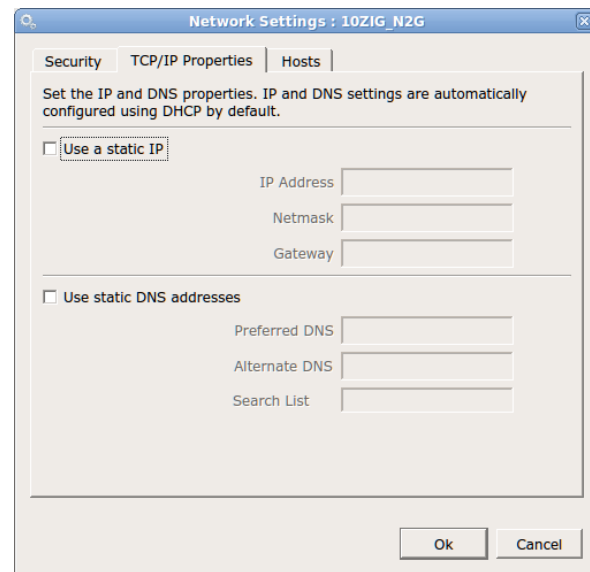 Network Settings : 10ZIG_N2G
Security TCP/IP Properties Hosts
Set the IP and DNS properties. IP and DNS settings are automatically
configured using DHCP by default.
Use a static IP
IP Address
Netmask
Gateway
Use static DNS addresses
Preferred DNS
Alternate DNS
Search List
Ok Cancel